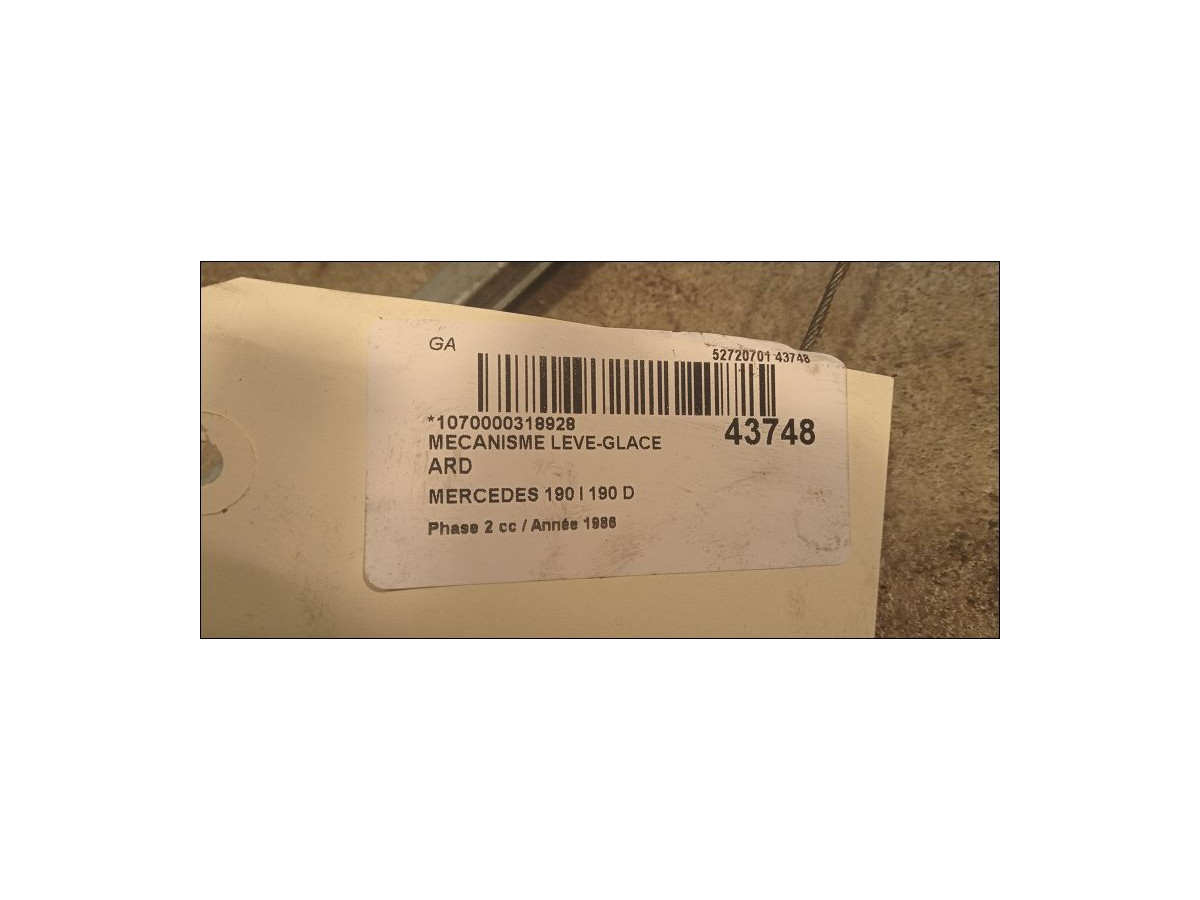 GA
52720701 43748
*1070000318928
43748
MECANISME LEVE-GLACE
ARD
MERCEDES 190 I 190 D
Phase 2 cc / Année 1986